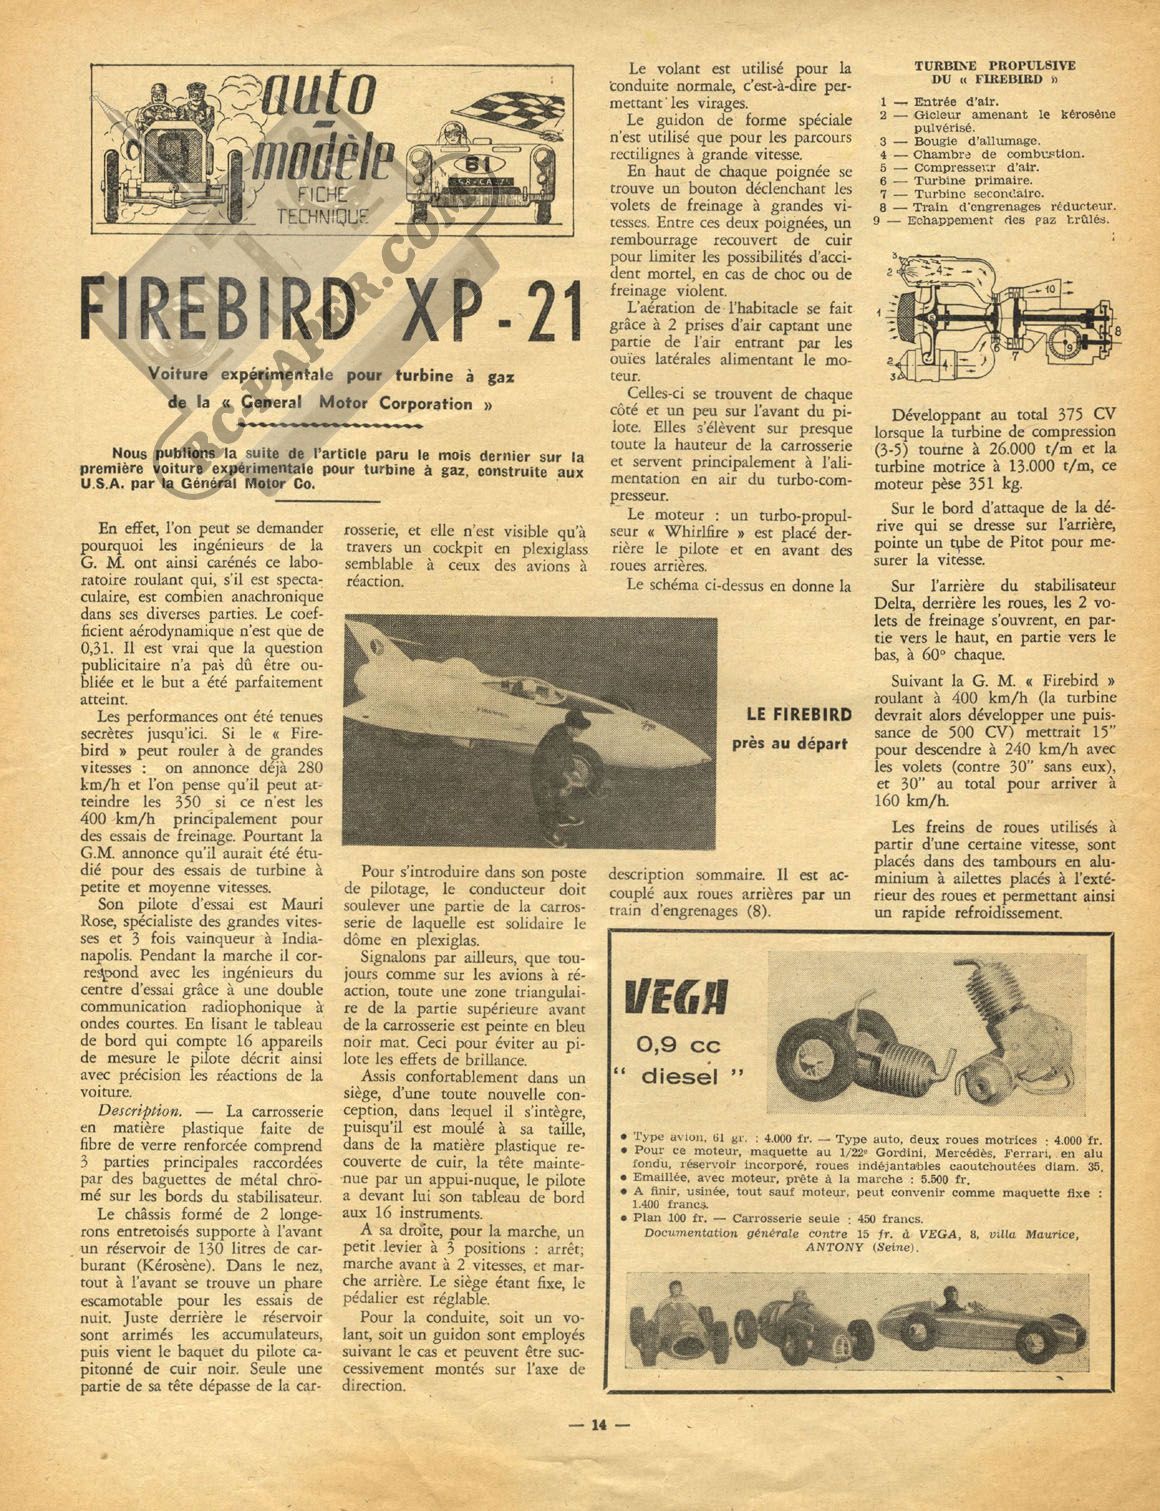 auto
-
modèle
FICHE
TECHNIQUE
61
FIREBIRD XP-21
Voiture expérimentale pour turbine à gaz
de la « General Motor Corporation »
Nous publions la suite de l'article paru le mois dernier sur la
première voiture expérimentale pour turbine à gaz, construite aux
U.S.A. par la Général Motor Co.
En effet, l'on peut se demander
pourquoi les ingénieurs de la
G. M. ont ainsi carénés ce labo-
ratoire roulant qui, s'il est specta-
culaire, est combien anachronique
dans ses diverses parties. Le coef-
ficient aérodynamique n'est que de
0,31. Il est vrai que la question
publicitaire n'a pas dû être ou-
bliée et le but a été parfaitement
atteint.
Les performances ont été tenues
secrètes jusqu'ici. Si le « Fire-
bird » peut rouler à de grandes
vitesses : on annonce déjà 280
km/h et l'on pense qu'il peut at-
teindre les 350 si ce n'est les
400 km/h principalement pour
des essais de freinage. Pourtant la
G.M. annonce qu'il aurait été étu-
dié pour des essais de turbine à
petite et moyenne vitesses.
Son pilote d'essai est Mauri
Rose, spécialiste des grandes vites-
ses et 3 fois vainqueur à India-
napolis. Pendant la marche il cor-
respond avec les ingénieurs du
centre d'essai grâce à une double
communication radiophonique à
ondes courtes. En lisant le tableau
de bord qui compte 16 appareils
de mesure le pilote décrit ainsi
avec précision les réactions de la
voiture.
Description. — La carrosserie
en matière plastique faite de
fibre de verre renforcée comprend
3 parties principales raccordées
par des baguettes de métal chro-
mé sur les bords du stabilisateur.
Le châssis formé de 2 longe-
rons entretoisés supporte à l'avant
un réservoir de 130 litres de car-
burant (Kérosène). Dans le nez,
tout à l'avant se trouve un phare
escamotable pour les essais de
nuit. Juste derrière le réservoir
sont arrimés les accumulateurs,
puis vient le baquet du pilote ca-
pitonné de cuir noir. Seule une
partie de sa tête dépasse de la car-
rosserie, et elle n'est visible qu'à
travers un cockpit en plexiglass
semblable à ceux des avions à
réaction.
LE FIREBIRD
près au départ
Pour s'introduire dans son poste
de pilotage, le conducteur doit
soulever une partie de la carros-
serie de laquelle est solidaire le
dôme en plexiglas.
Signalons par ailleurs, que tou-
jours comme sur les avions à ré-
action, toute une zone triangulai-
re de la partie supérieure avant
de la carrosserie est peinte en bleu
noir mat. Ceci pour éviter au pi-
lote les effets de brillance.
Assis confortablement dans un
siège, d'une toute nouvelle con-
ception, dans lequel il s'intègre,
puisqu'il est moulé à sa taille,
dans de la matière plastique re-
couverte de cuir, la tête mainte-
nue par un appui-nuque, le pilote
a devant lui son tableau de bord
aux 16 instruments.
A sa droite, pour la marche, un
petit levier à 3 positions : arrêt;
marche avant à 2 vitesses, et mar-
che arrière. Le siège étant fixe, le
pédalier est réglable.
Pour la conduite, soit un vo-
lant, soit un guidon sont employés
suivant le cas et peuvent être suc-
cessivement montés sur l'axe de
direction.
Le volant est utilisé pour la
conduite normale, c'est-à-dire per-
mettant les virages.
Le guidon de forme spéciale
n'est utilisé que pour les parcours
rectilignes à grande vitesse.
En haut de chaque poignée se
trouve un bouton déclenchant les
volets de freinage à grandes vi-
tesses. Entre ces deux poignées, un
rembourrage recouvert de cuir
pour limiter les possibilités d'acci-
dent mortel, en cas de choc ou de
freinage violent.
L'aération de l'habitacle se fait
grâce à 2 prises d'air captant une
partie de l'air entrant par les
ouïes latérales alimentant le mo-
teur.
Celles-ci se trouvent de chaque
côté et un peu sur l'avant du pi-
lote. Elles s'élèvent sur presque
toute la hauteur de la carrosserie
et servent principalement à l'ali-
mentation en air du turbo-com-
presseur.
Le moteur : un turbo-propul-
seur « Whirlfire » est placé der-
rière le pilote et en avant des
roues arrières.
Le schéma ci-dessus en donne la
description sommaire. Il est ac-
couplé aux roues arrières par un
train d'engrenages (8).
TURBINE PROPULSIVE
DU « FIREBIRD »
1 — Entrée d'air.
2 — Gicleur amenant le kérosène
pulvérisé.
3 — Bougie d'allumage.
4 — Chambre de combustion.
5 — Compresseur d'air.
6 — Turbine primaire.
7 — Turbine secondaire.
8 — Train d'engrenages réducteur.
9 — Echappement des gaz brûlés.
3
2
4
1
5
6
10
8
9
7
2
3
Développant au total 375 CV
lorsque la turbine de compression
(3-5) tourne à 26.000 t/m et la
turbine motrice à 13.000 t/m, ce
moteur pèse 351 kg.
Sur le bord d'attaque de la dé-
rive qui se dresse sur l'arrière,
pointe un tube de Pitot pour me-
surer la vitesse.
Sur l'arrière du stabilisateur
Delta, derrière les roues, les 2 vo-
lets de freinage s'ouvrent, en par-
tie vers le haut, en partie vers le
bas, à 60° chaque.
Suivant la G. M. « Firebird »
roulant à 400 km/h (la turbine
devrait alors développer une puis-
sance de 500 CV) mettrait 15"
pour descendre à 240 km/h avec
les volets (contre 30" sans eux),
et 30" au total pour arriver à
160 km/h.
Les freins de roues utilisés à
partir d'une certaine vitesse, sont
placés dans des tambours en alu-
minium à ailettes placés à l'exté-
rieur des roues et permettant ainsi
un rapide refroidissement.
VEGA
0,9 cc
" diesel "
• Type avion, 61 gr. : 4.000 fr. — Type auto, deux roues motrices : 4.000 fr.
• Pour ce moteur, maquette au 1/22e Gordini, Mercédès, Ferrari, en alu
fondu, réservoir incorporé, roues indéjantables caoutchoutées diam. 35.
• Emaillée, avec moteur, prête à la marche : 5.500 fr.
• A finir, usinée, tout sauf moteur, peut convenir comme maquette fixe :
1.400 francs.
• Plan 100 fr. — Carrosserie seule : 450 francs.
Documentation générale contre 15 fr. à VEGA, 8, villa Maurice,
ANTONY (Seine).
— 14 —
RC-PAPER.COM